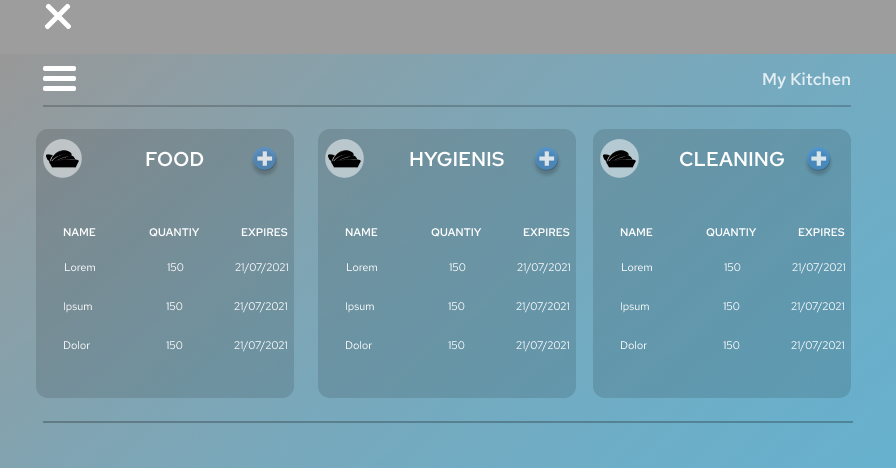 My Kitchen
FOOD
NAME QUANTIY EXPIRES
Lorem 150 21/07/2021
Ipsum 150 21/07/2021
Dolor 150 21/07/2021
HYGIENIS
NAME QUANTIY EXPIRES
Lorem 150 21/07/2021
Ipsum 150 21/07/2021
Dolor 150 21/07/2021
CLEANING
NAME QUANTIY EXPIRES
Lorem 150 21/07/2021
Ipsum 150 21/07/2021
Dolor 150 21/07/2021